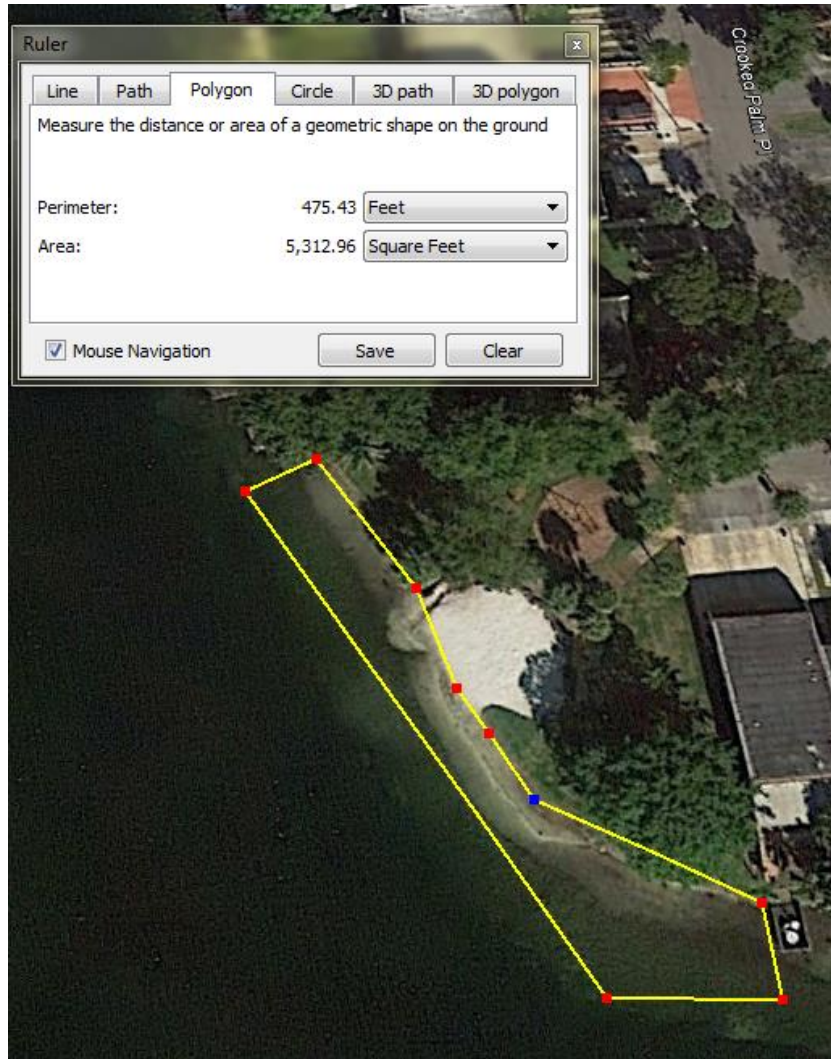 Ruler
Line Path Polygon Circle 3D path 3D polygon
Measure the distance or area of a geometric shape on the ground
Perimeter: 475.43 Feet
Area: 5,312.96 Square Feet
Mouse Navigation Save Clear
Crooked Palm Pl